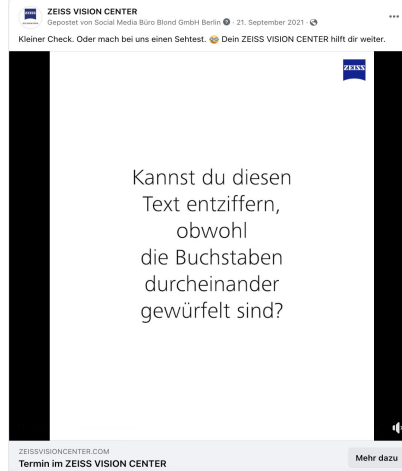 ZEISS VISION CENTER
Gepostet von Social Media Büro Blond GmbH Berlin · 21. September 2021 ·
Kleiner Check. Oder mach bei uns einen Sehtest. 🤓 Dein ZEISS VISION CENTER hilft dir weiter.
ZEISS
Kannst du diesen
Text entziffern,
obwohl
die Buchstaben
durcheinander
gewürfelt sind?
ZEISSVISIONCENTER.COM
Termin im ZEISS VISION CENTER
Mehr dazu